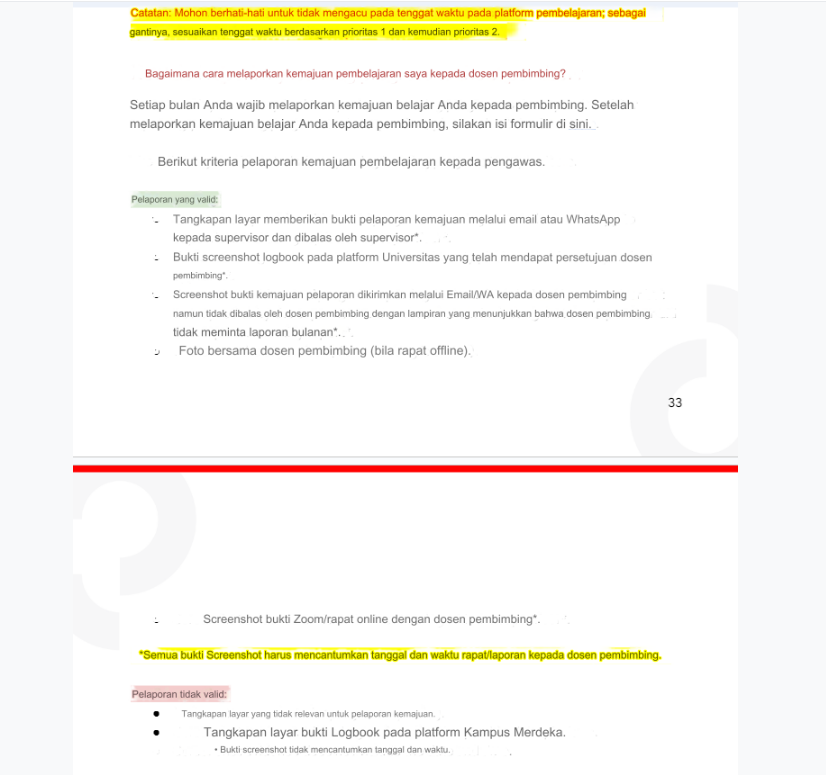 Catatan: Mohon berhati-hati untuk tidak mengacu pada tenggat waktu pada platform pembelajaran; sebagai
gantinya, sesuaikan tenggat waktu berdasarkan prioritas 1 dan kemudian prioritas 2.
Bagaimana cara melaporkan kemajuan pembelajaran saya kepada dosen pembimbing?
Setiap bulan Anda wajib melaporkan kemajuan belajar Anda kepada pembimbing. Setelah
melaporkan kemajuan belajar Anda kepada pembimbing, silakan isi formulir di sini.
Berikut kriteria pelaporan kemajuan pembelajaran kepada pengawas.
Pelaporan yang valid:
Tangkapan layar memberikan bukti pelaporan kemajuan melalui email atau WhatsApp
kepada supervisor dan dibalas oleh supervisor*.
Bukti screenshot logbook pada platform Universitas yang telah mendapat persetujuan dosen
pembimbing*.
Screenshot bukti kemajuan pelaporan dikirimkan melalui Email/WA kepada dosen pembimbing
namun tidak dibalas oleh dosen pembimbing dengan lampiran yang menunjukkan bahwa dosen pembimbing
tidak meminta laporan bulanan*.
Foto bersama dosen pembimbing (bila rapat offline).
33
Screenshot bukti Zoom/rapat online dengan dosen pembimbing*.
*Semua bukti Screenshot harus mencantumkan tanggal dan waktu rapat/laporan kepada dosen pembimbing.
Pelaporan tidak valid:
● Tangkapan layar yang tidak relevan untuk pelaporan kemajuan.
● Tangkapan layar bukti Logbook pada platform Kampus Merdeka.
• Bukti screenshot tidak mencantumkan tanggal dan waktu.